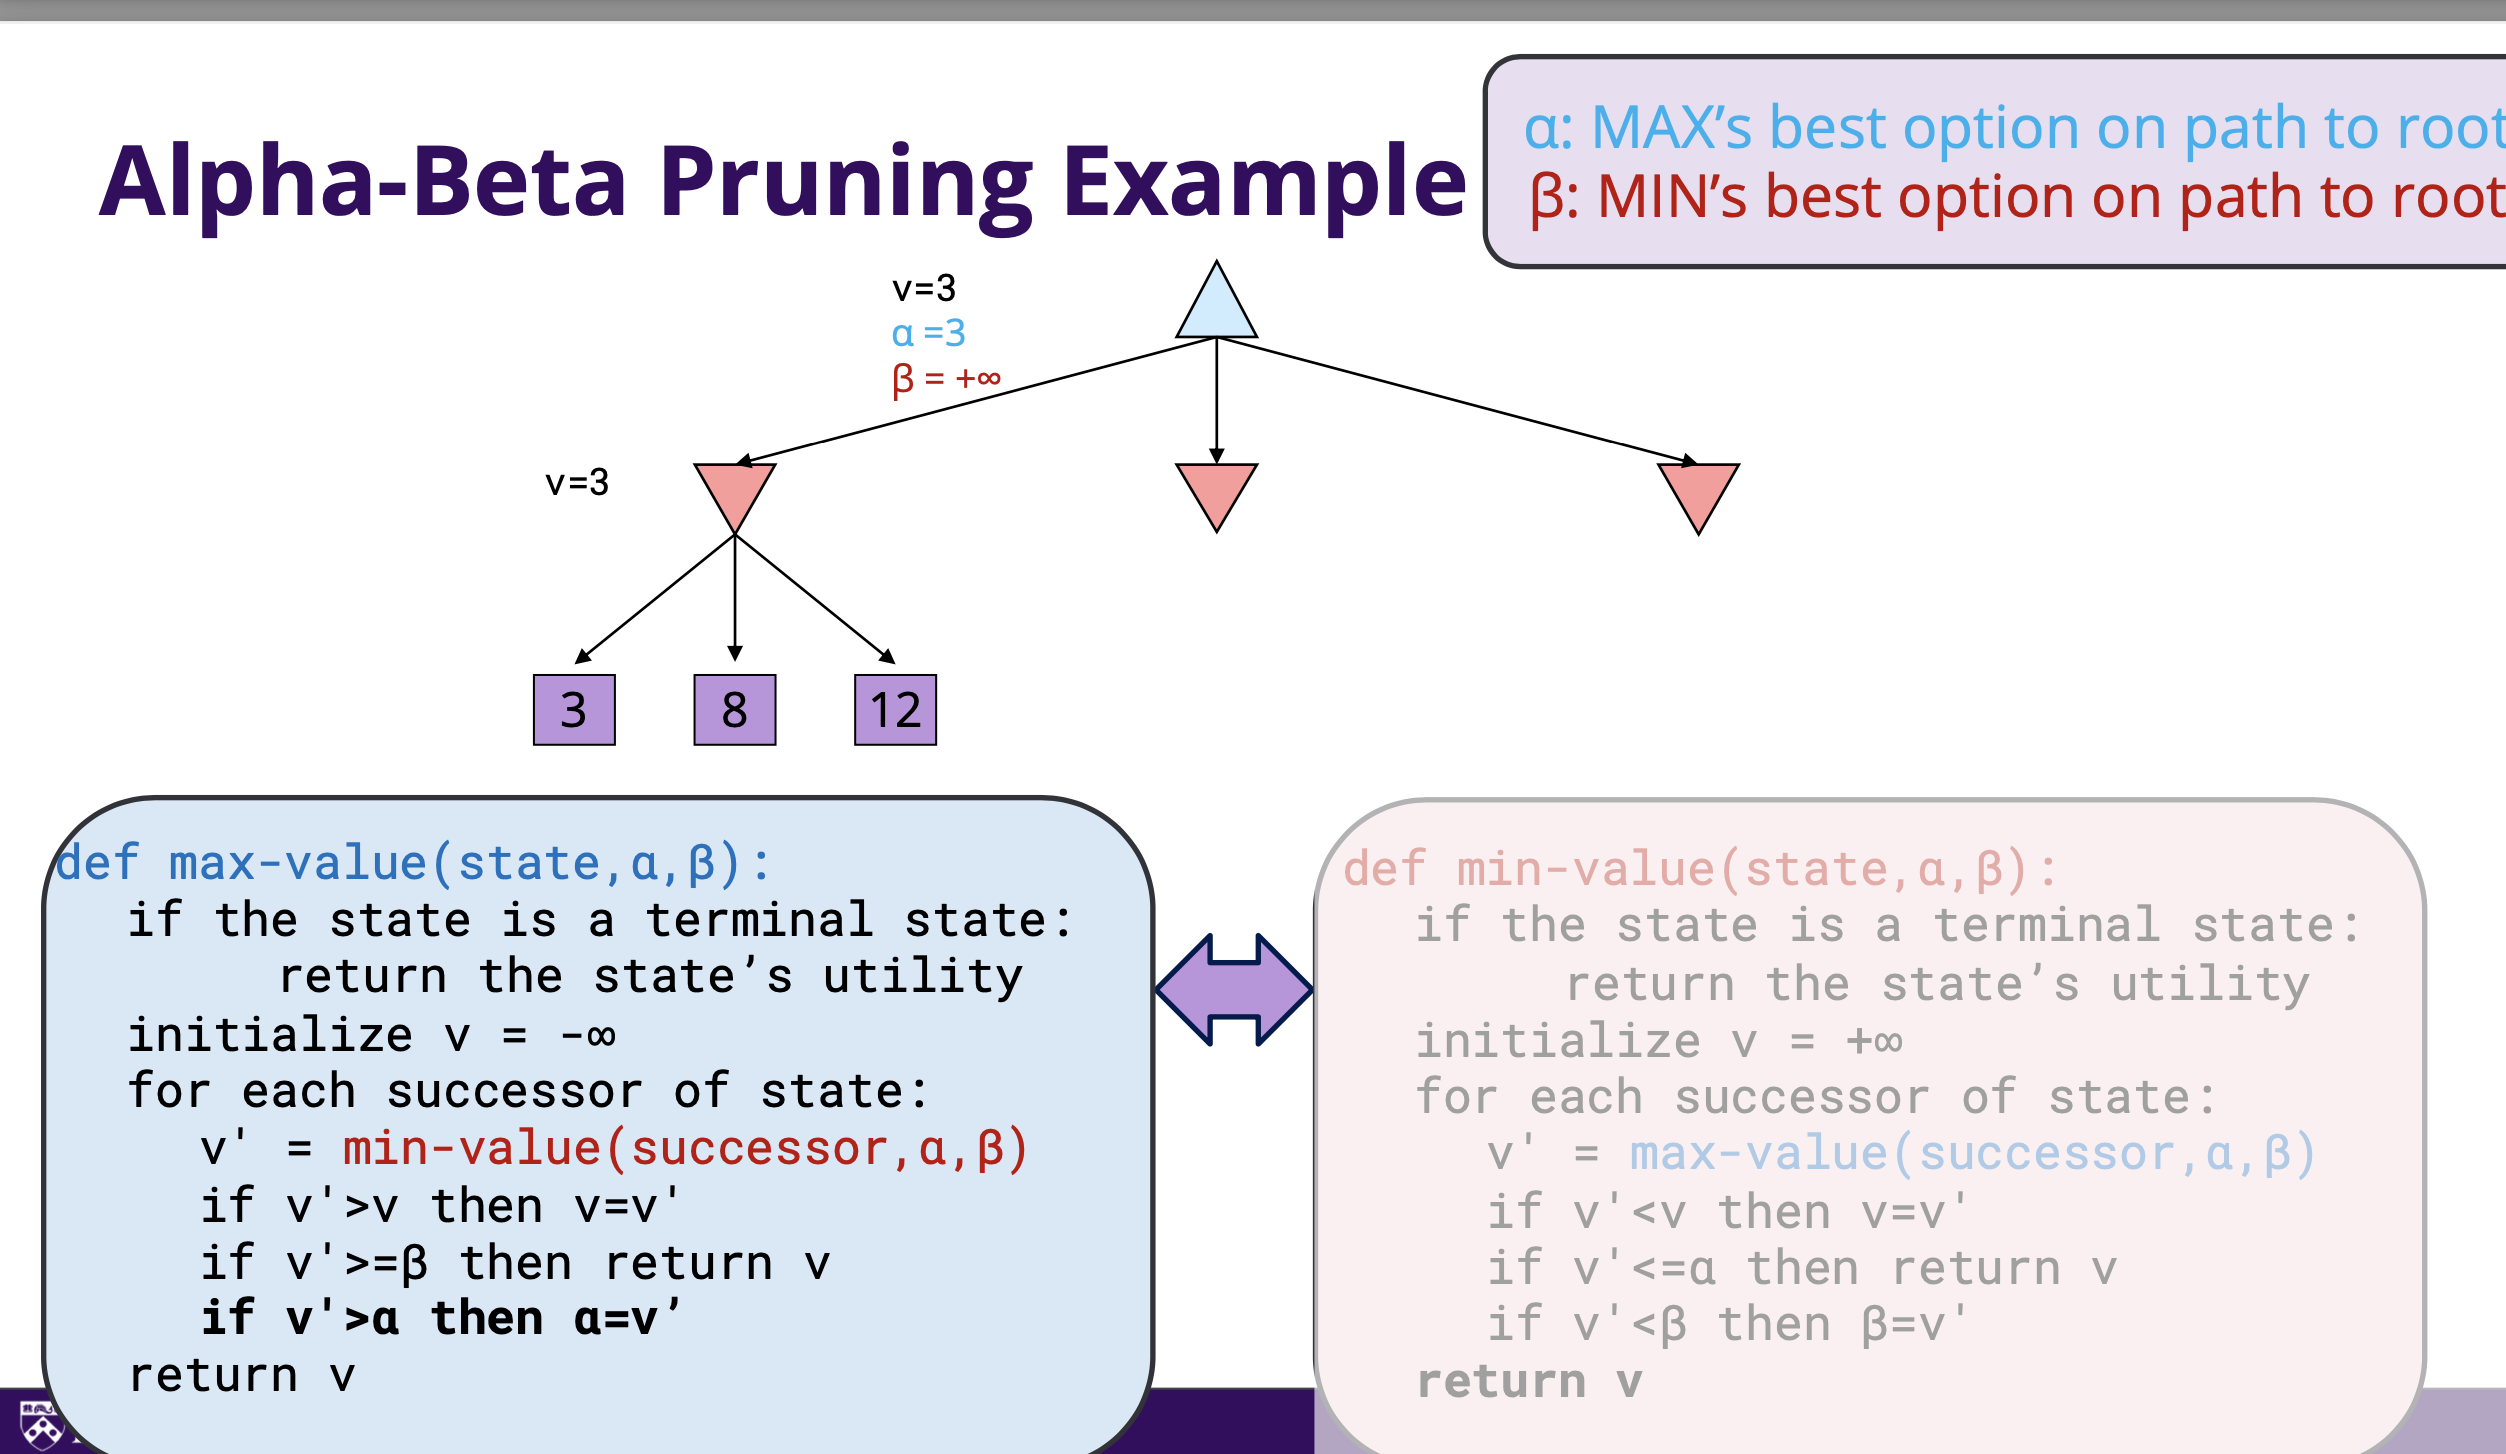 Alpha-Beta Pruning Example
α: MAX’s best option on path to root
β: MIN’s best option on path to root
v=3
α =3
β = +∞
v=3
3
8
12
def max-value(state,α,β):
if the state is a terminal state:
return the state’s utility
initialize v = -∞
for each successor of state:
v' = min-value(successor,α,β)
if v'>v then v=v'
if v'>=β then return v
if v'>α then α=v’
return v
def min-value(state,α,β):
if the state is a terminal state:
return the state’s utility
initialize v = +∞
for each successor of state:
v' = max-value(successor,α,β)
if v'<v then v=v'
if v'<=α then return v
if v'<β then β=v'
return v